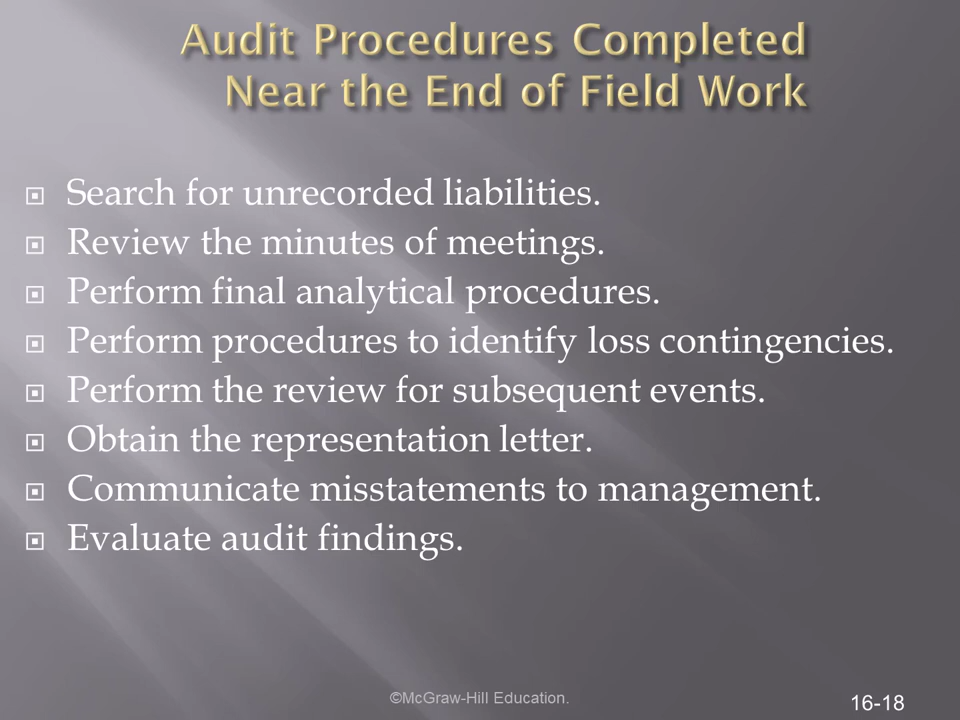 Audit Procedures Completed
Near the End of Field Work
Search for unrecorded liabilities.
Review the minutes of meetings.
Perform final analytical procedures.
Perform procedures to identify loss contingencies.
Perform the review for subsequent events.
Obtain the representation letter.
Communicate misstatements to management.
Evaluate audit findings.
©McGraw-Hill Education.
16-18